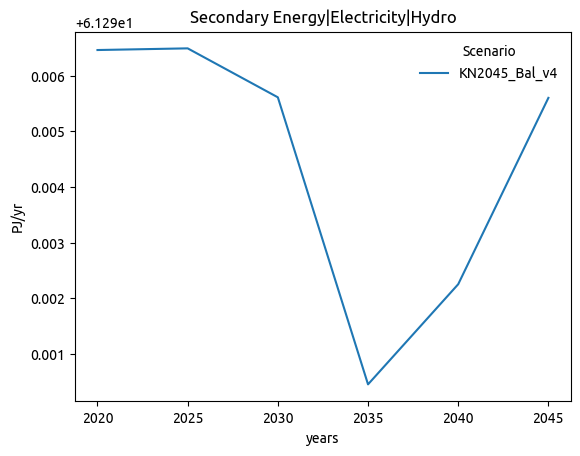 Secondary Energy|Electricity|Hydro
+6.129e1
Scenario
KN2045_Bal_v4
0.006
0.005
0.004
0.003
0.002
0.001
PJ/yr
2020 2025 2030 2035 2040 2045
years